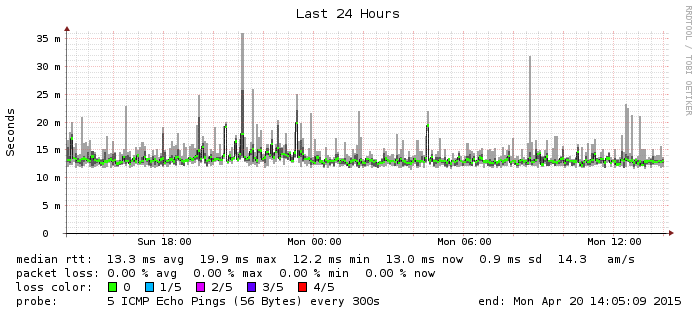 Last 24 Hours
RRDTOOL / TOBI OETIKER
Seconds
35 m
30 m
25 m
20 m
15 m
10 m
5 m
0
Sun 18:00 Mon 00:00 Mon 06:00 Mon 12:00
median rtt: 13.3 ms avg 19.9 ms max 12.2 ms min 13.0 ms now 0.9 ms sd 14.3 am/s
packet loss: 0.00 % avg 0.00 % max 0.00 % min 0.00 % now
loss color: 0 1/5 2/5 3/5 4/5
probe: 5 ICMP Echo Pings (56 Bytes) every 300s end: Mon Apr 20 14:05:09 2015